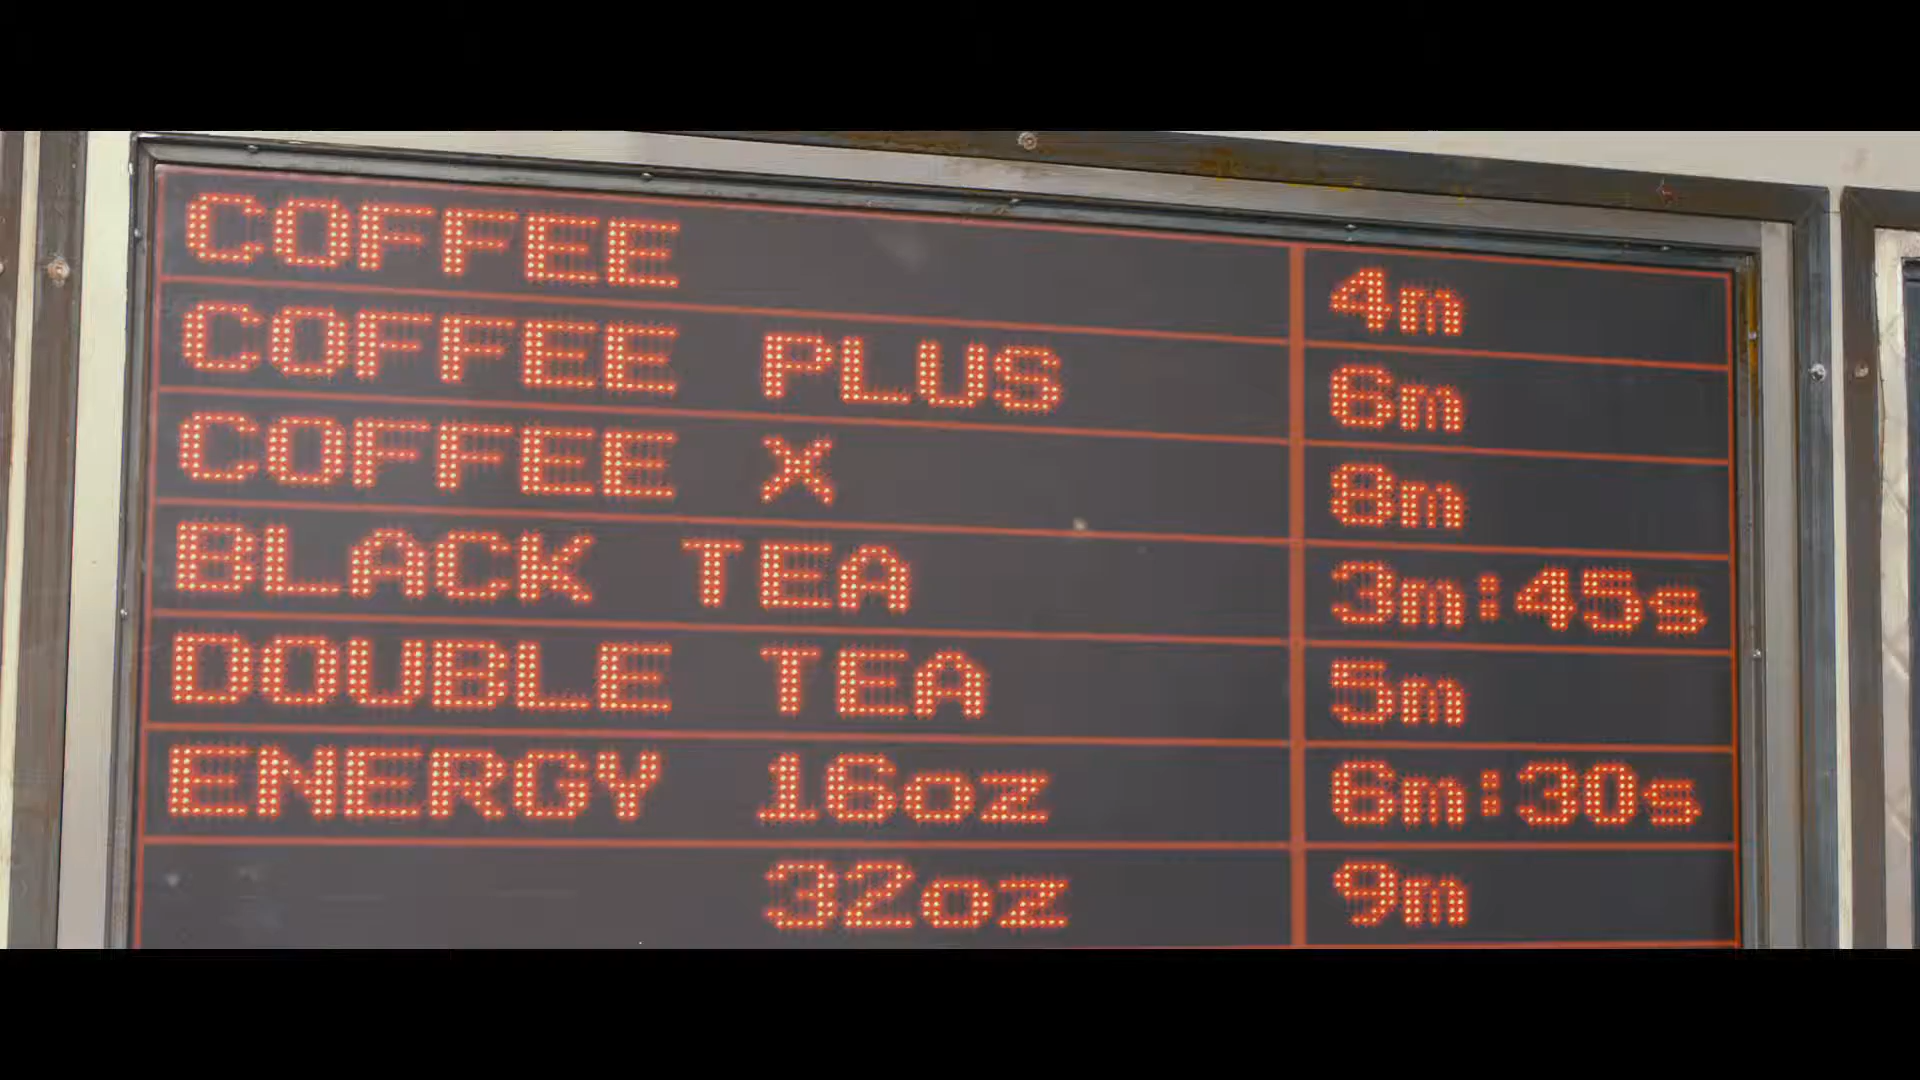 COFFEE 4m
COFFEE PLUS 6m
COFFEE X 8m
BLACK TEA 3m:45s
DOUBLE TEA 5m
ENERGY 16oz 6m:30s
32oz 9m